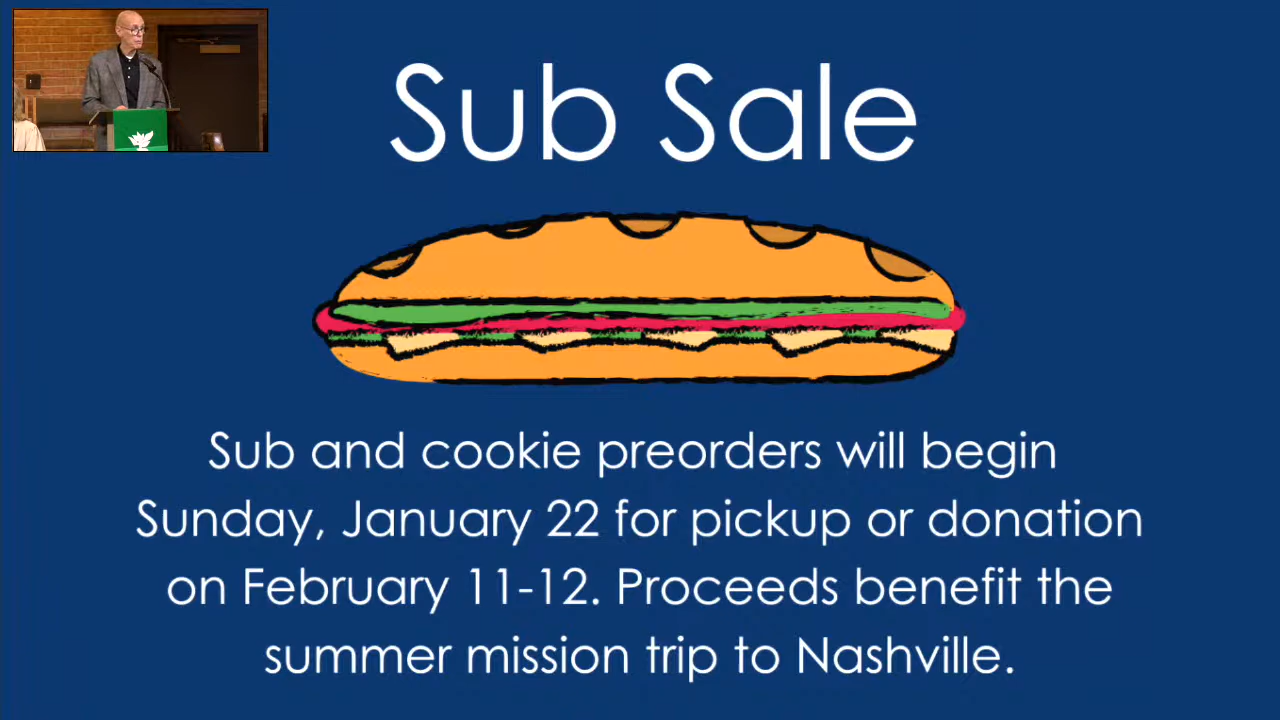 Sub Sale
Sub and cookie preorders will begin
Sunday, January 22 for pickup or donation
on February 11-12. Proceeds benefit the
summer mission trip to Nashville.